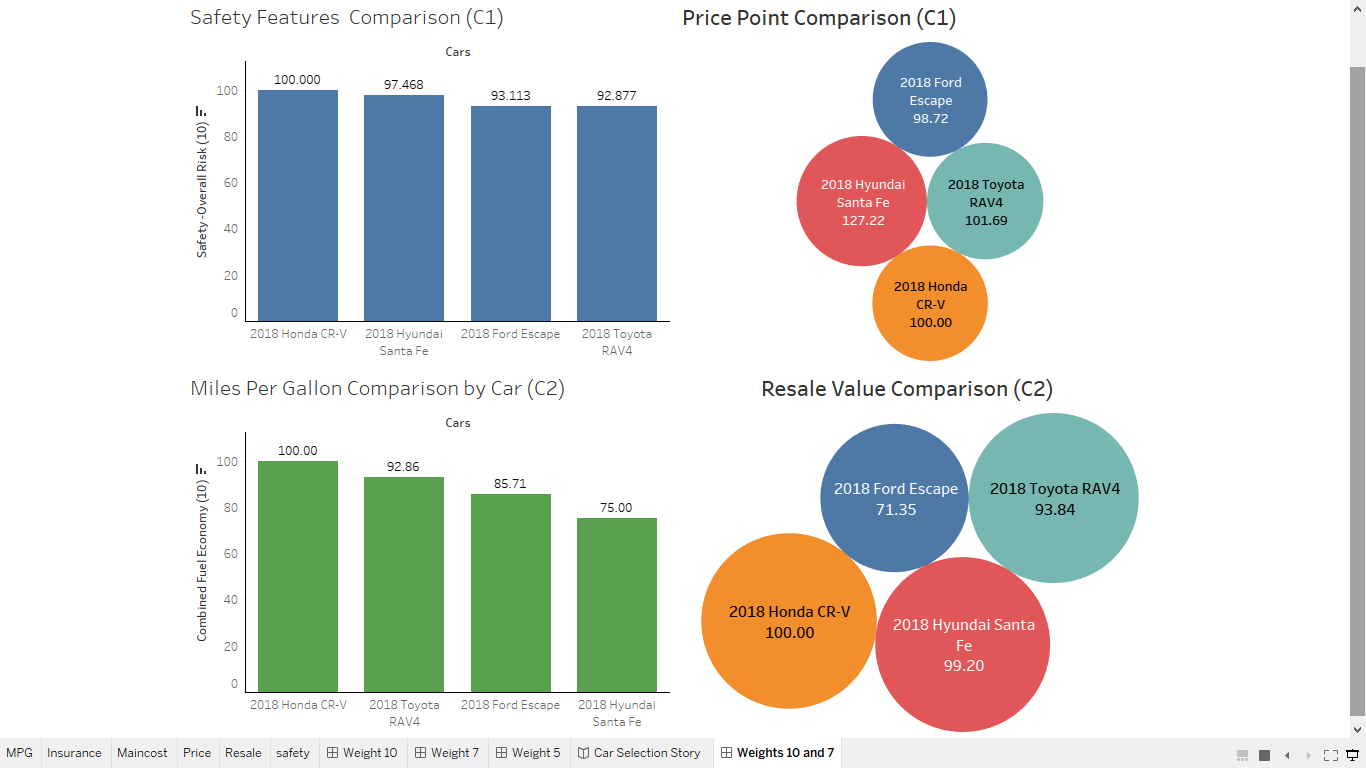 Safety Features  Comparison (C1)
Cars
Safety -Overall Risk (10)
100
80
60
40
20
0
100.000
97.468
93.113
92.877
2018 Honda CR-V
2018 Hyundai
Santa Fe
2018 Ford Escape
2018 Toyota
RAV4
Price Point Comparison (C1)
2018 Ford
Escape
98.72
2018 Hyundai
Santa Fe
127.22
2018 Toyota
RAV4
101.69
2018 Honda
CR-V
100.00
Miles Per Gallon Comparison by Car (C2)
Cars
Combined Fuel Economy (10)
100
80
60
40
20
0
100.00
92.86
85.71
75.00
2018 Honda CR-V
2018 Toyota
RAV4
2018 Ford Escape
2018 Hyundai
Santa Fe
Resale Value Comparison (C2)
2018 Ford Escape
71.35
2018 Toyota RAV4
93.84
2018 Honda CR-V
100.00
2018 Hyundai Santa
Fe
99.20
MPG Insurance Maincost Price Resale safety Weight 10 Weight 7 Weight 5 Car Selection Story Weights 10 and 7